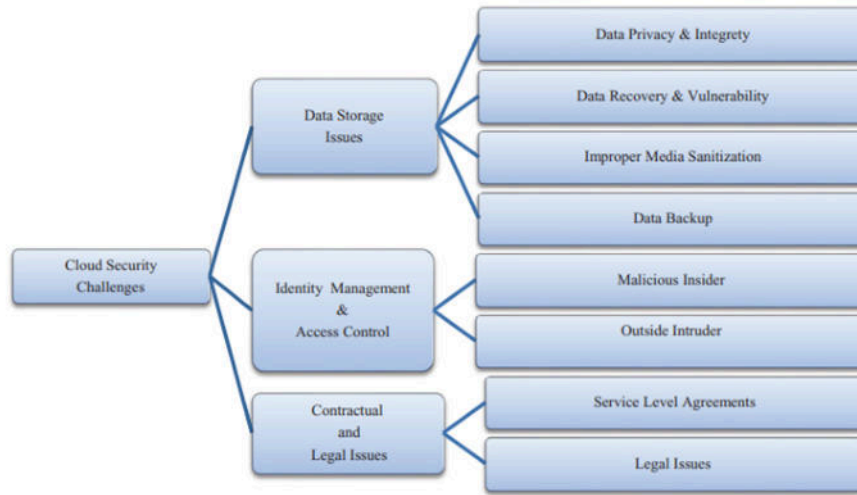 Cloud Security
Challenges
Data Storage
Issues
Data Privacy & Integrety
Data Recovery & Vulnerability
Improper Media Sanitization
Data Backup
Identity Management
&
Access Control
Malicious Insider
Outside Intruder
Contractual
and
Legal Issues
Service Level Agreements
Legal Issues